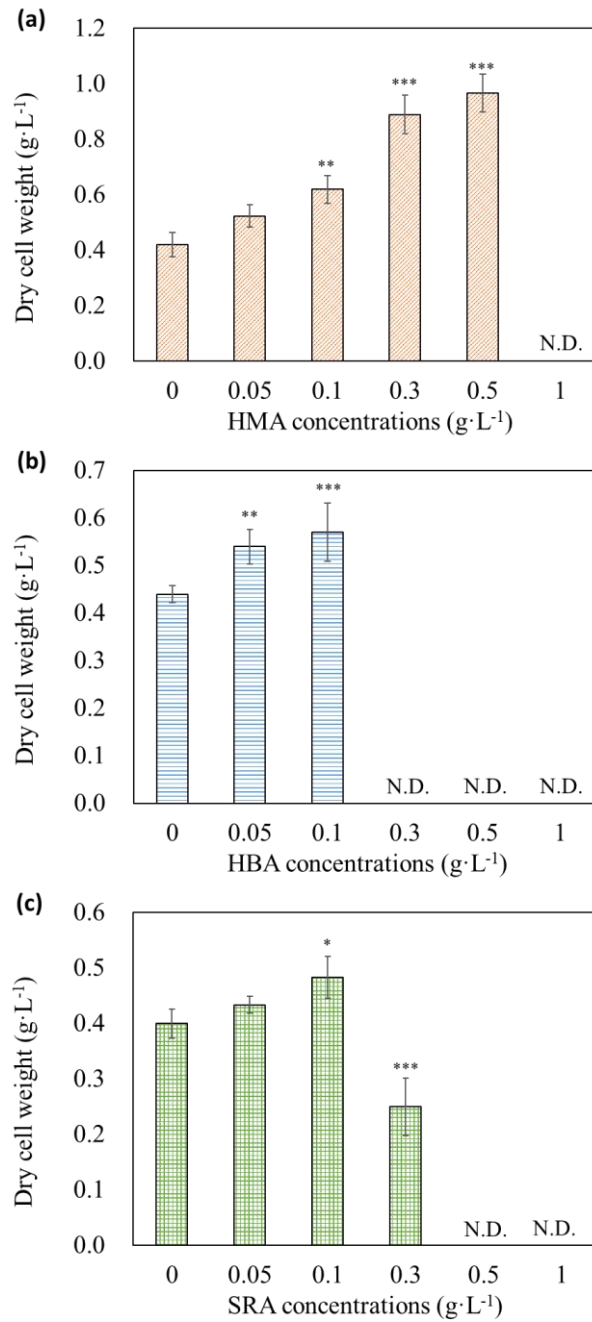 (a)
Dry cell weight (g·L-1)
1.2
1.0
0.8
0.6
0.4
0.2
0.0
**
***
***
N.D.
0 0.05 0.1 0.3 0.5 1
HMA concentrations (g·L-1)
(b)
Dry cell weight (g·L-1)
0.7
0.6
0.5
0.4
0.3
0.2
0.1
0.0
**
***
N.D. N.D. N.D.
0 0.05 0.1 0.3 0.5 1
HBA concentrations (g·L-1)
(c)
Dry cell weight (g·L-1)
0.6
0.5
0.4
0.3
0.2
0.1
0.0
*
***
N.D. N.D.
0 0.05 0.1 0.3 0.5 1
SRA concentrations (g·L-1)